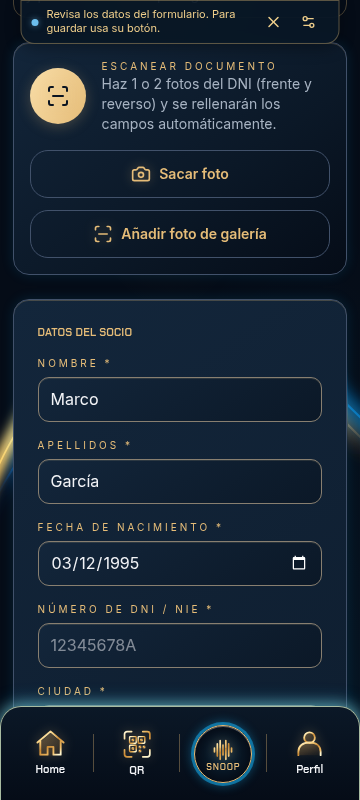 Revisa los datos del formulario. Para
guardar usa su botón.
ESCANEAR DOCUMENTO
Haz 1 o 2 fotos del DNI (frente y
reverso) y se rellenarán los
campos automáticamente.
Sacar foto
Añadir foto de galería
DATOS DEL SOCIO
NOMBRE *
Marco
APELLIDOS *
García
FECHA DE NACIMIENTO *
03/12/1995
NÚMERO DE DNI / NIE *
12345678A
CIUDAD *
Home
QR
SNOOP
Perfil